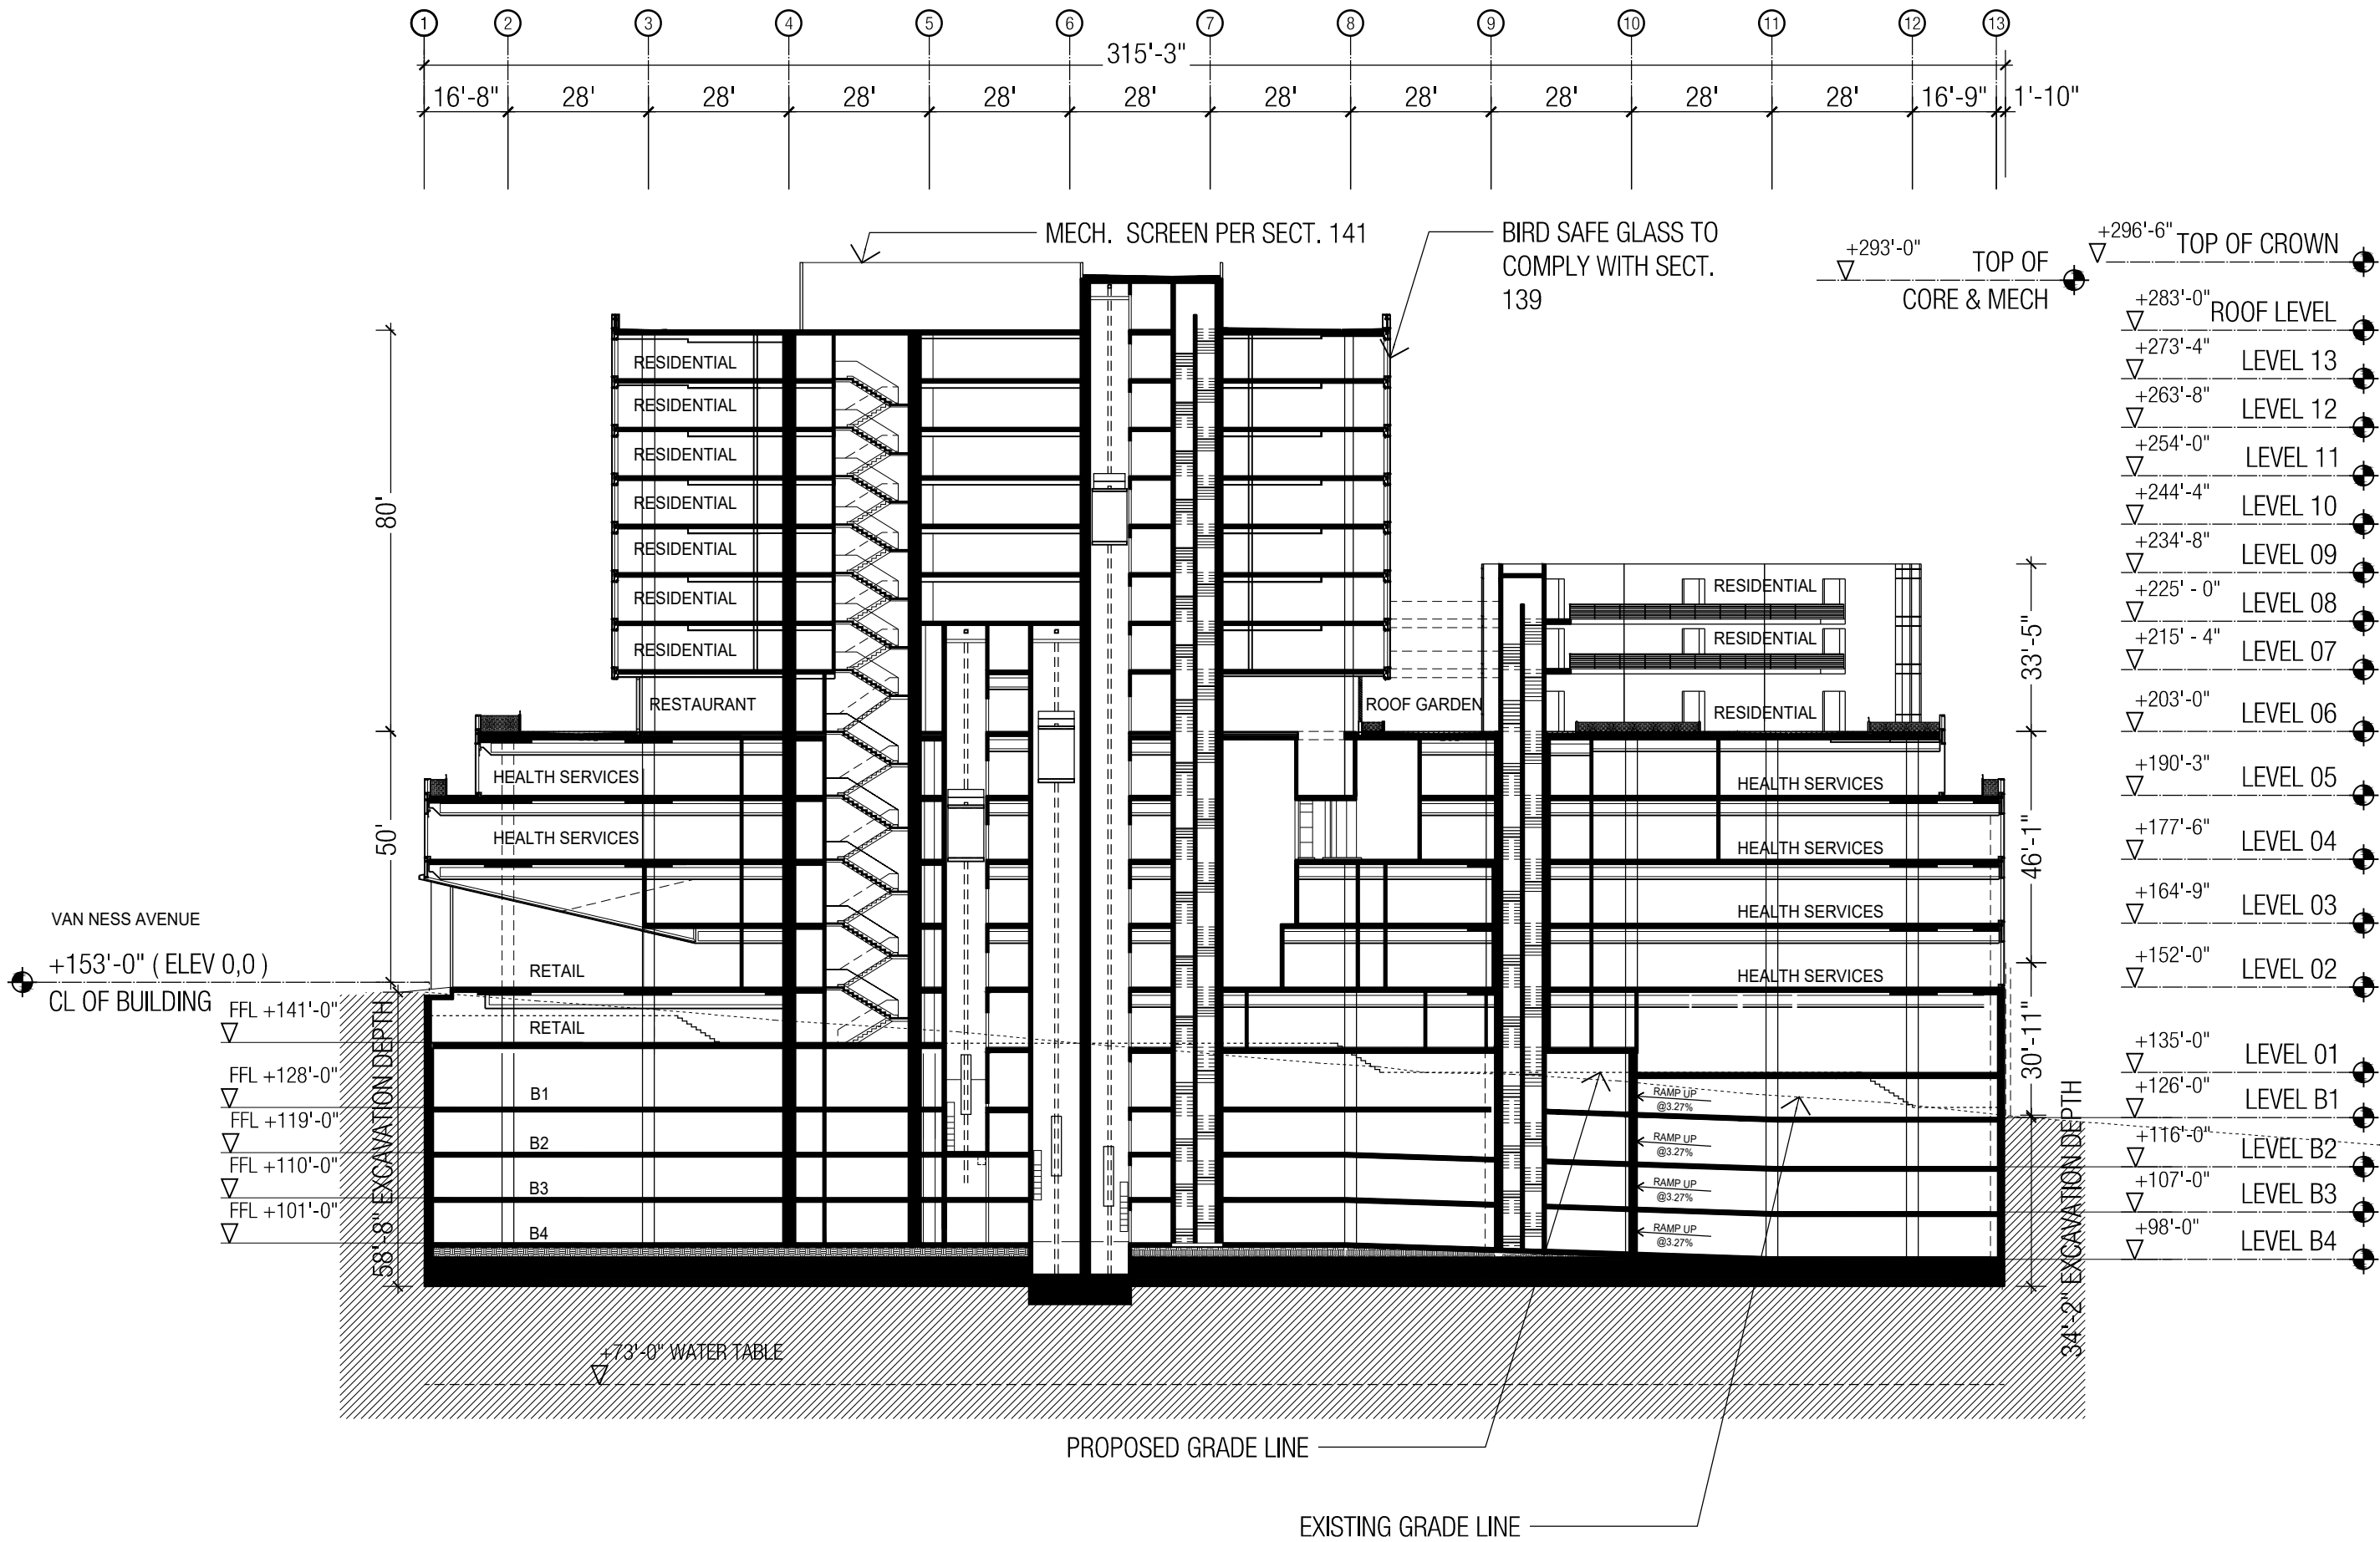 1 2 3 4 5 6 7 8 9 10 11 12 13
315'-3"
16'-8" 28' 28' 28' 28' 28' 28' 28' 28' 28' 28' 16'-9" 1'-10"
MECH. SCREEN PER SECT. 141
BIRD SAFE GLASS TO
COMPLY WITH SECT.
139
+293'-0" TOP OF
CORE & MECH
+296'-6" TOP OF CROWN
+283'-0" ROOF LEVEL
+273'-4" LEVEL 13
+263'-8" LEVEL 12
+254'-0" LEVEL 11
+244'-4" LEVEL 10
+234'-8" LEVEL 09
+225' - 0" LEVEL 08
+215' - 4" LEVEL 07
+203'-0" LEVEL 06
+190'-3" LEVEL 05
+177'-6" LEVEL 04
+164'-9" LEVEL 03
+152'-0" LEVEL 02
+135'-0" LEVEL 01
+126'-0" LEVEL B1
+116'-0" LEVEL B2
+107'-0" LEVEL B3
+98'-0" LEVEL B4
80'
50'
58'-8" EXCAVATION DEPTH
RESIDENTIAL
RESIDENTIAL
RESIDENTIAL
RESIDENTIAL
RESIDENTIAL
RESIDENTIAL
RESIDENTIAL
RESTAURANT
HEALTH SERVICES
HEALTH SERVICES
RETAIL
RETAIL
B1
B2
B3
B4
VAN NESS AVENUE
+153'-0" ( ELEV 0,0 )
CL OF BUILDING
FFL +141'-0"
FFL +128'-0"
FFL +119'-0"
FFL +110'-0"
FFL +101'-0"
ROOF GARDEN
RESIDENTIAL
RESIDENTIAL
RESIDENTIAL
HEALTH SERVICES
HEALTH SERVICES
HEALTH SERVICES
HEALTH SERVICES
RAMP UP
@3.27%
RAMP UP
@3.27%
RAMP UP
@3.27%
RAMP UP
@3.27%
33'-5"
46'-1"
30'-11"
34'-2" EXCAVATION DEPTH
+73'-0" WATER TABLE
PROPOSED GRADE LINE
EXISTING GRADE LINE